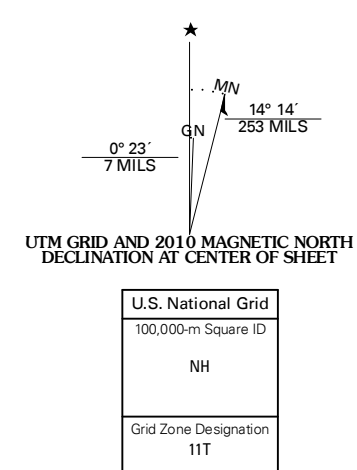 ★
MN
GN
14° 14´
253 MILS
0° 23´
7 MILS
UTM GRID AND 2010 MAGNETIC NORTH
DECLINATION AT CENTER OF SHEET
U.S. National Grid
100,000-m Square ID
NH
Grid Zone Designation
11T